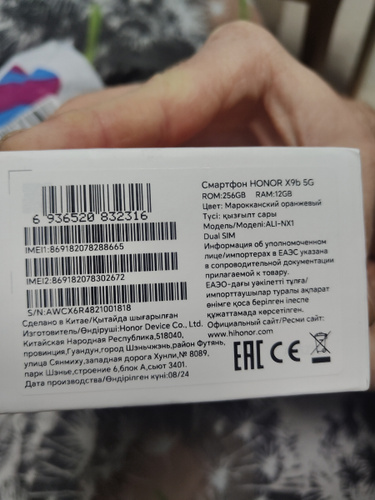 6 936520 832316
IMEI1:869182078288665
IMEI2:869182078302672
S/N:AWCX6R4821001818
Смартфон HONOR X9b 5G
ROM:256GB RAM:12GB
Цвет: Марокканский оранжевый
Түсі: қызғылт сары
Модель/Моделі:ALI-NX1
Dual SIM
Информация об уполномоченном
лице/импортерах в ЕАЭС указана
в сопроводительной документации
прилагаемой к товару.
ЕАЭО-дағы уәкілетті тұлға/
импорттаушылар туралы ақпарат
өнімге қоса берілген ілеспе
құжаттамада көрсетілген.
Официальный сайт/Ресми сайт:
www.hihonor.com
Сделано в Китае/Қытайда шығарылған
Изготовитель/Өндіруші:Honor Device Co., Ltd.
Китайская Народная Республика,518040,
провинция,Гуандун,город Шэньчжэнь,район Футянь,
улица Сянмиху,западная дорога Хунли,№ 8089,
парк Шэнье,строение 6,блок А,сьют 3401.
Дата производства/Өндірілген күні:08/24
EAC CE